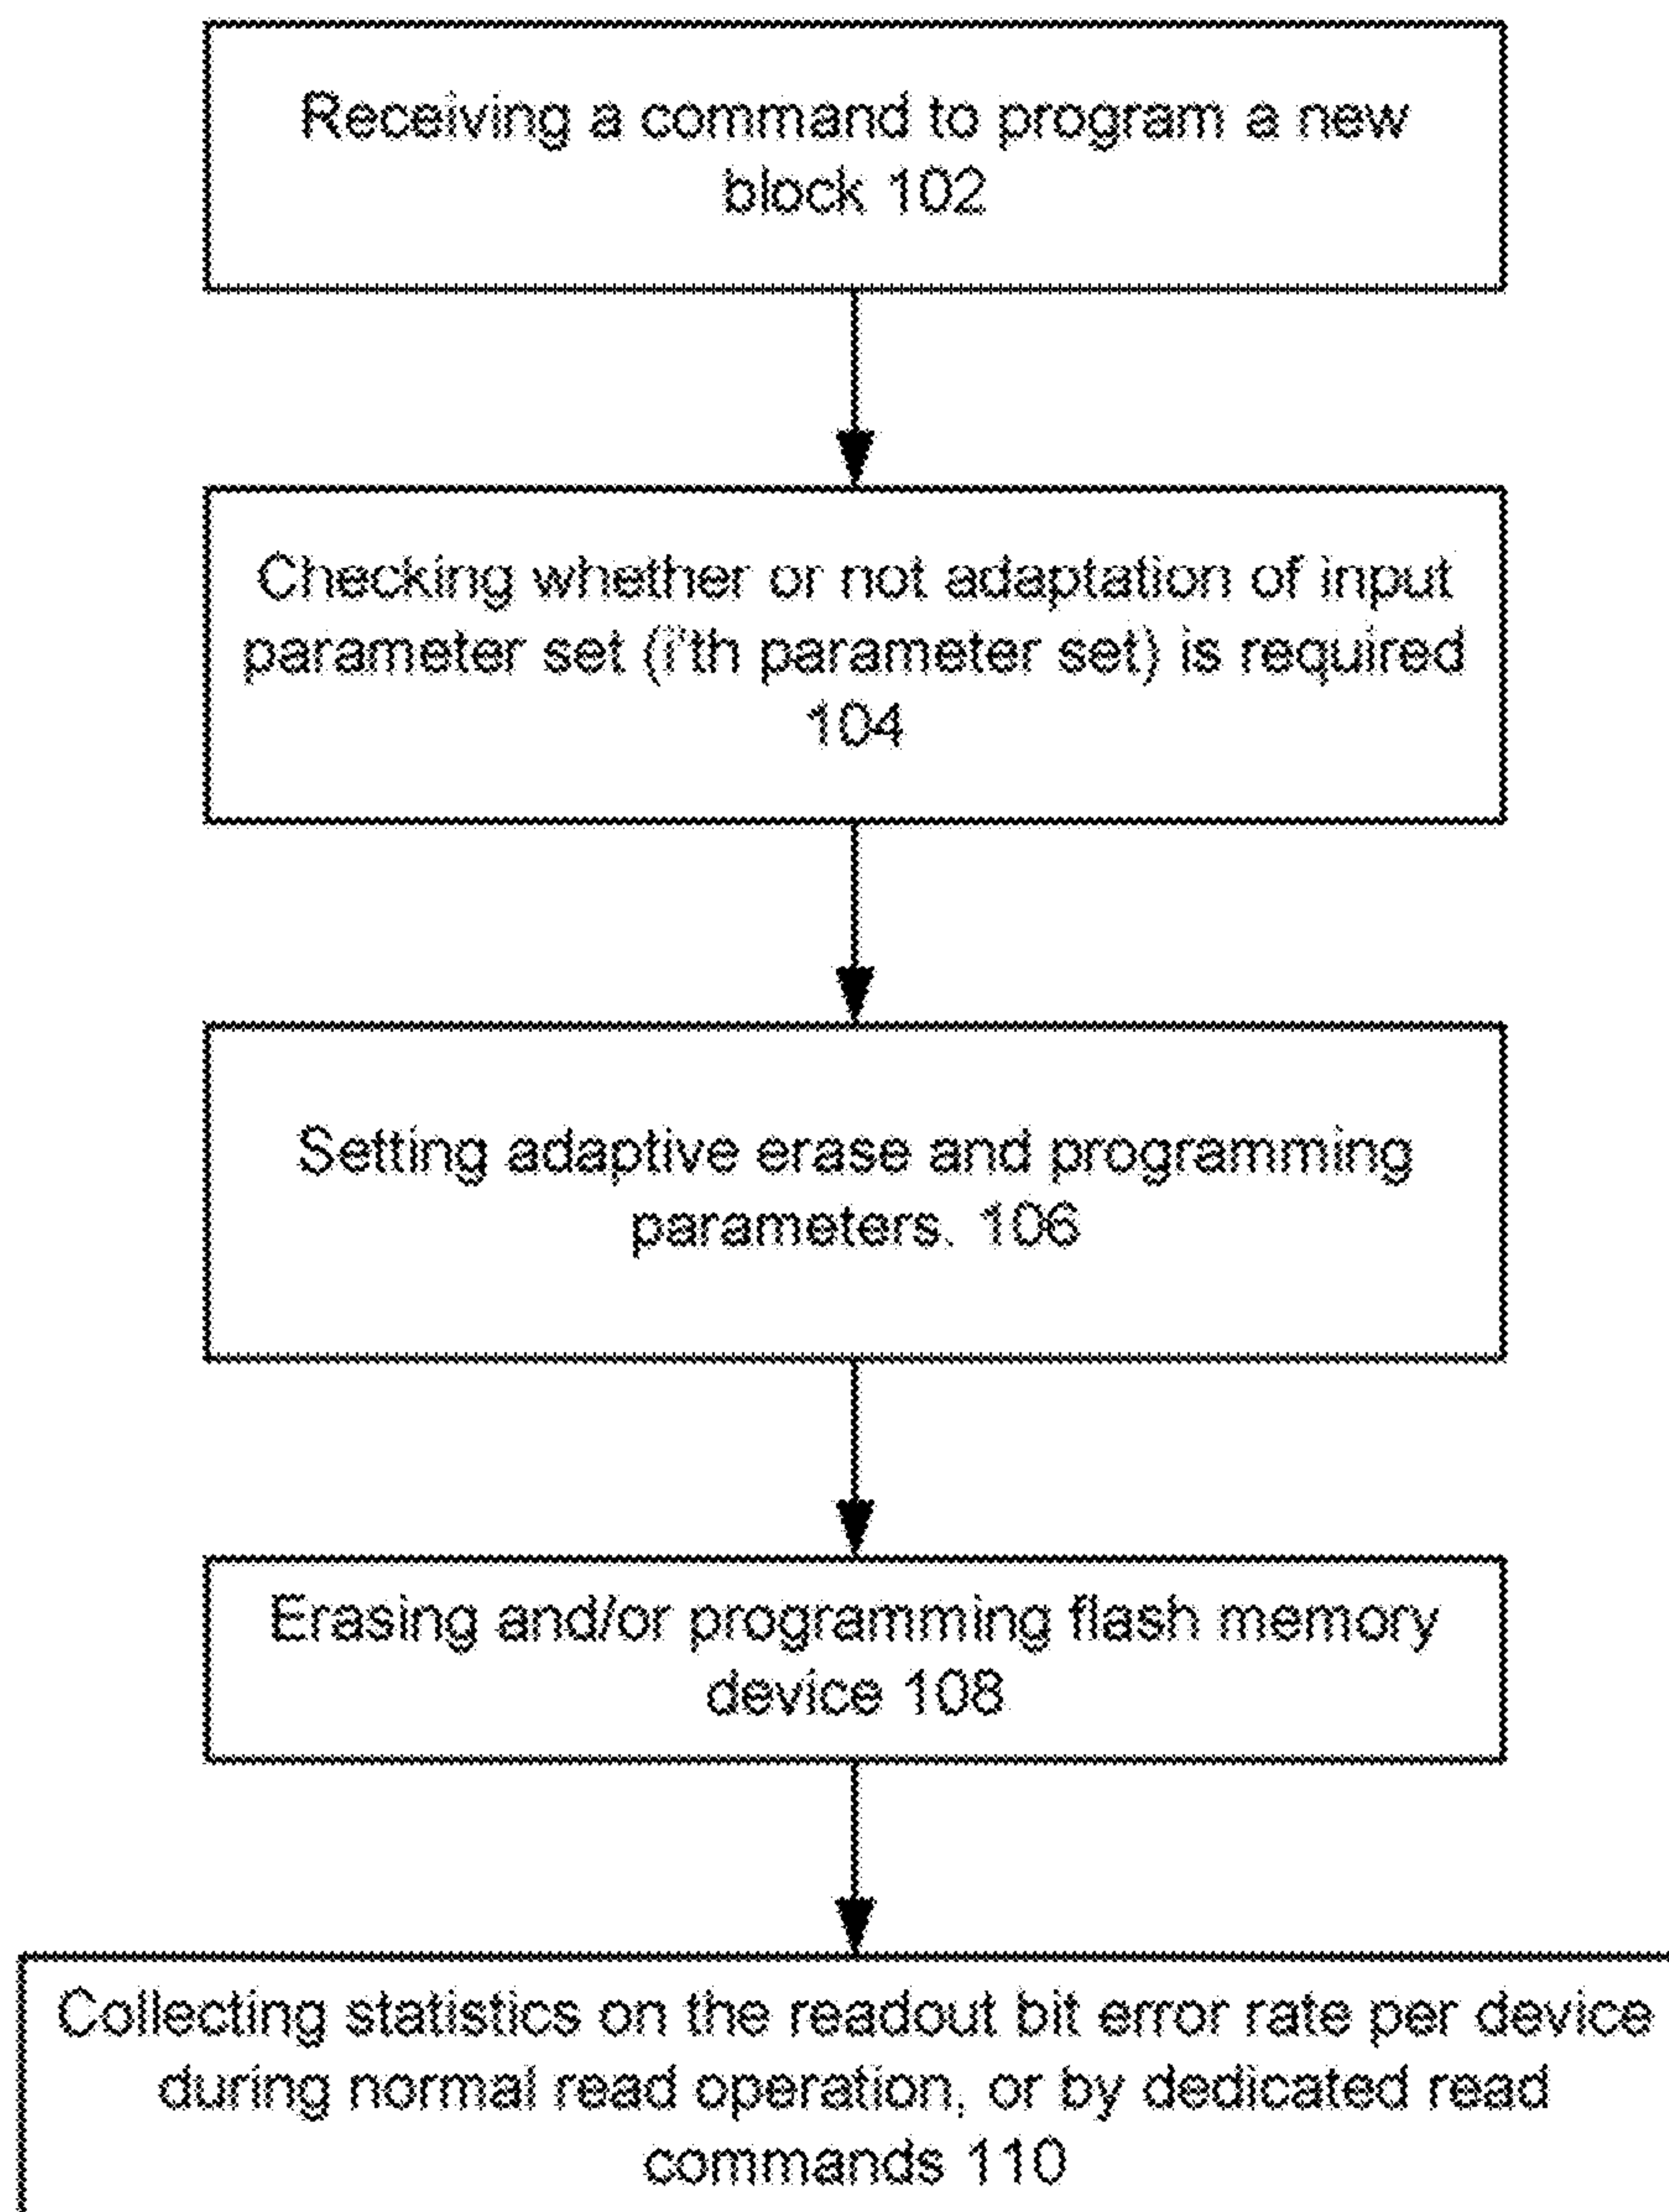 Receiving a command to program a new
block 102
Checking whether or not adaptation of input
parameter set (i'th parameter set) is required
104
Setting adaptive erase and programming
parameters. 106
Erasing and/or programming flash memory
device 108
Collecting statistics on the readout bit error rate per device
during normal read operation, or by dedicated read
commands 110